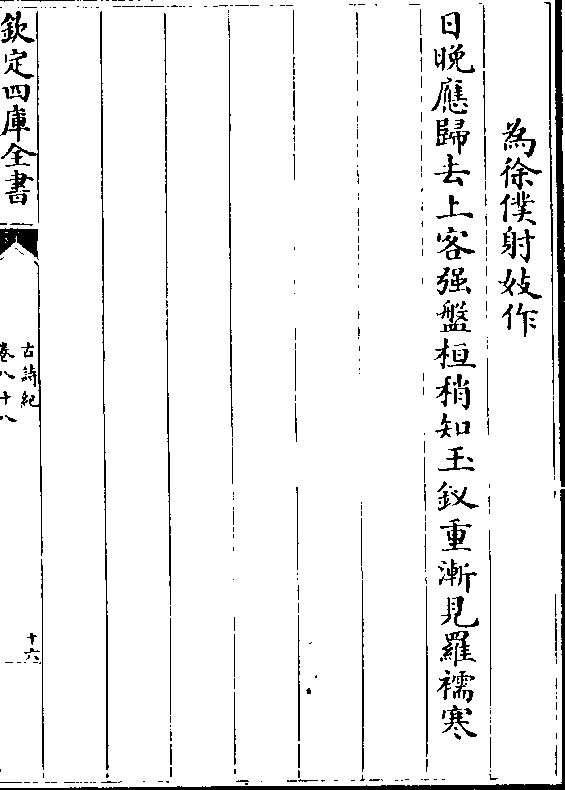 為徐僕射妓作
日晚應歸去上客强盤桓稍知玉釵重漸見羅襦寒
欽定四庫全書
古詩紀
卷八十八
十六